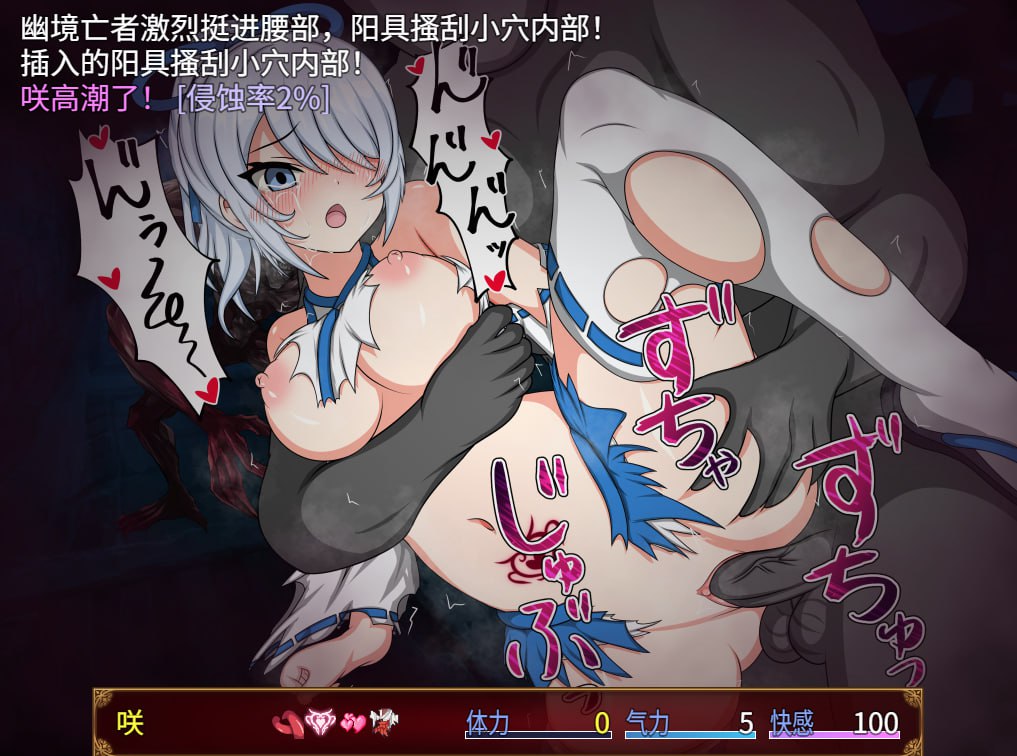 幽境亡者激烈挺进腰部，阳具搔刮小穴内部！
插入的阳具搔刮小穴内部！
咲高潮了！ [侵蚀率2%]
んﾞ
んﾞんﾞッ
んﾞぅ
ずちゃ
じゅぶ
ずちゅっ
咲 体力 0 气力 5 快感 100